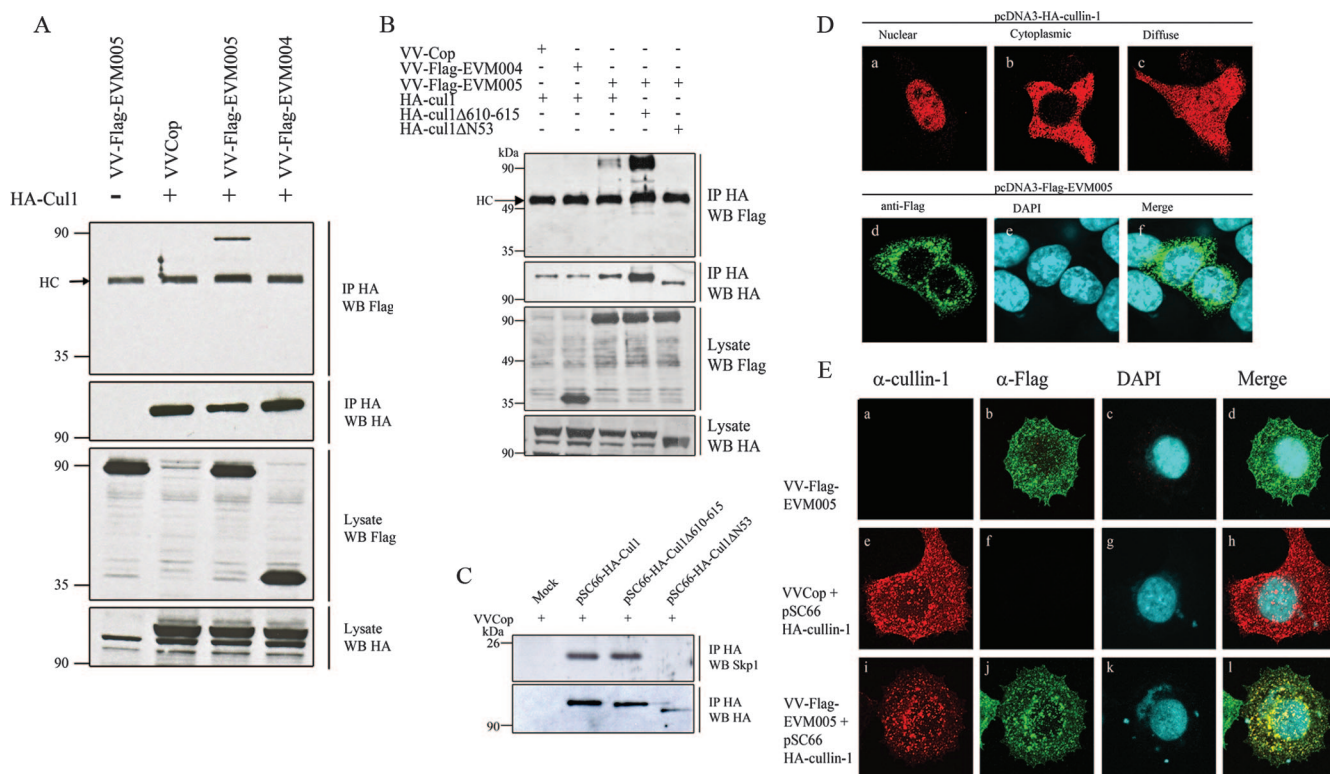 A
VV-Flag-EVM005
VVCop
VV-Flag-EVM005
VV-Flag-EVM004
HA-Cul1 - + + +
90
HC
35
IP HA
WB Flag
90
IP HA
WB HA
90
35
Lysate
WB Flag
90
Lysate
WB HA
B
VV-Cop + - - - -
VV-Flag-EVM004 - + - - -
VV-Flag-EVM005 - - + + +
HA-cul1 + + + - -
HA-cul1Δ610-615 - - - + -
HA-cul1ΔN53 - - - - +
kDa
90
HC
49
35
IP HA
WB Flag
90
IP HA
WB HA
90
49
35
Lysate
WB Flag
90
Lysate
WB HA
C
Mock
pSC66-HA-Cul1
pSC66-HA-Cul1Δ610-615
pSC66-HA-Cul1ΔN53
VVCop + + + +
kDa
26
IP HA
WB Skp1
90
IP HA
WB HA
D
pcDNA3-HA-cullin-1
Nuclear Cytoplasmic Diffuse
a b c
pcDNA3-Flag-EVM005
anti-Flag DAPI Merge
d e f
E
α-cullin-1 α-Flag DAPI Merge
a b c d
VV-Flag-
EVM005
e f g h
VVCop +
pSC66
HA-cullin-1
i j k l
VV-Flag-
EVM005 +
pSC66
HA-cullin-1